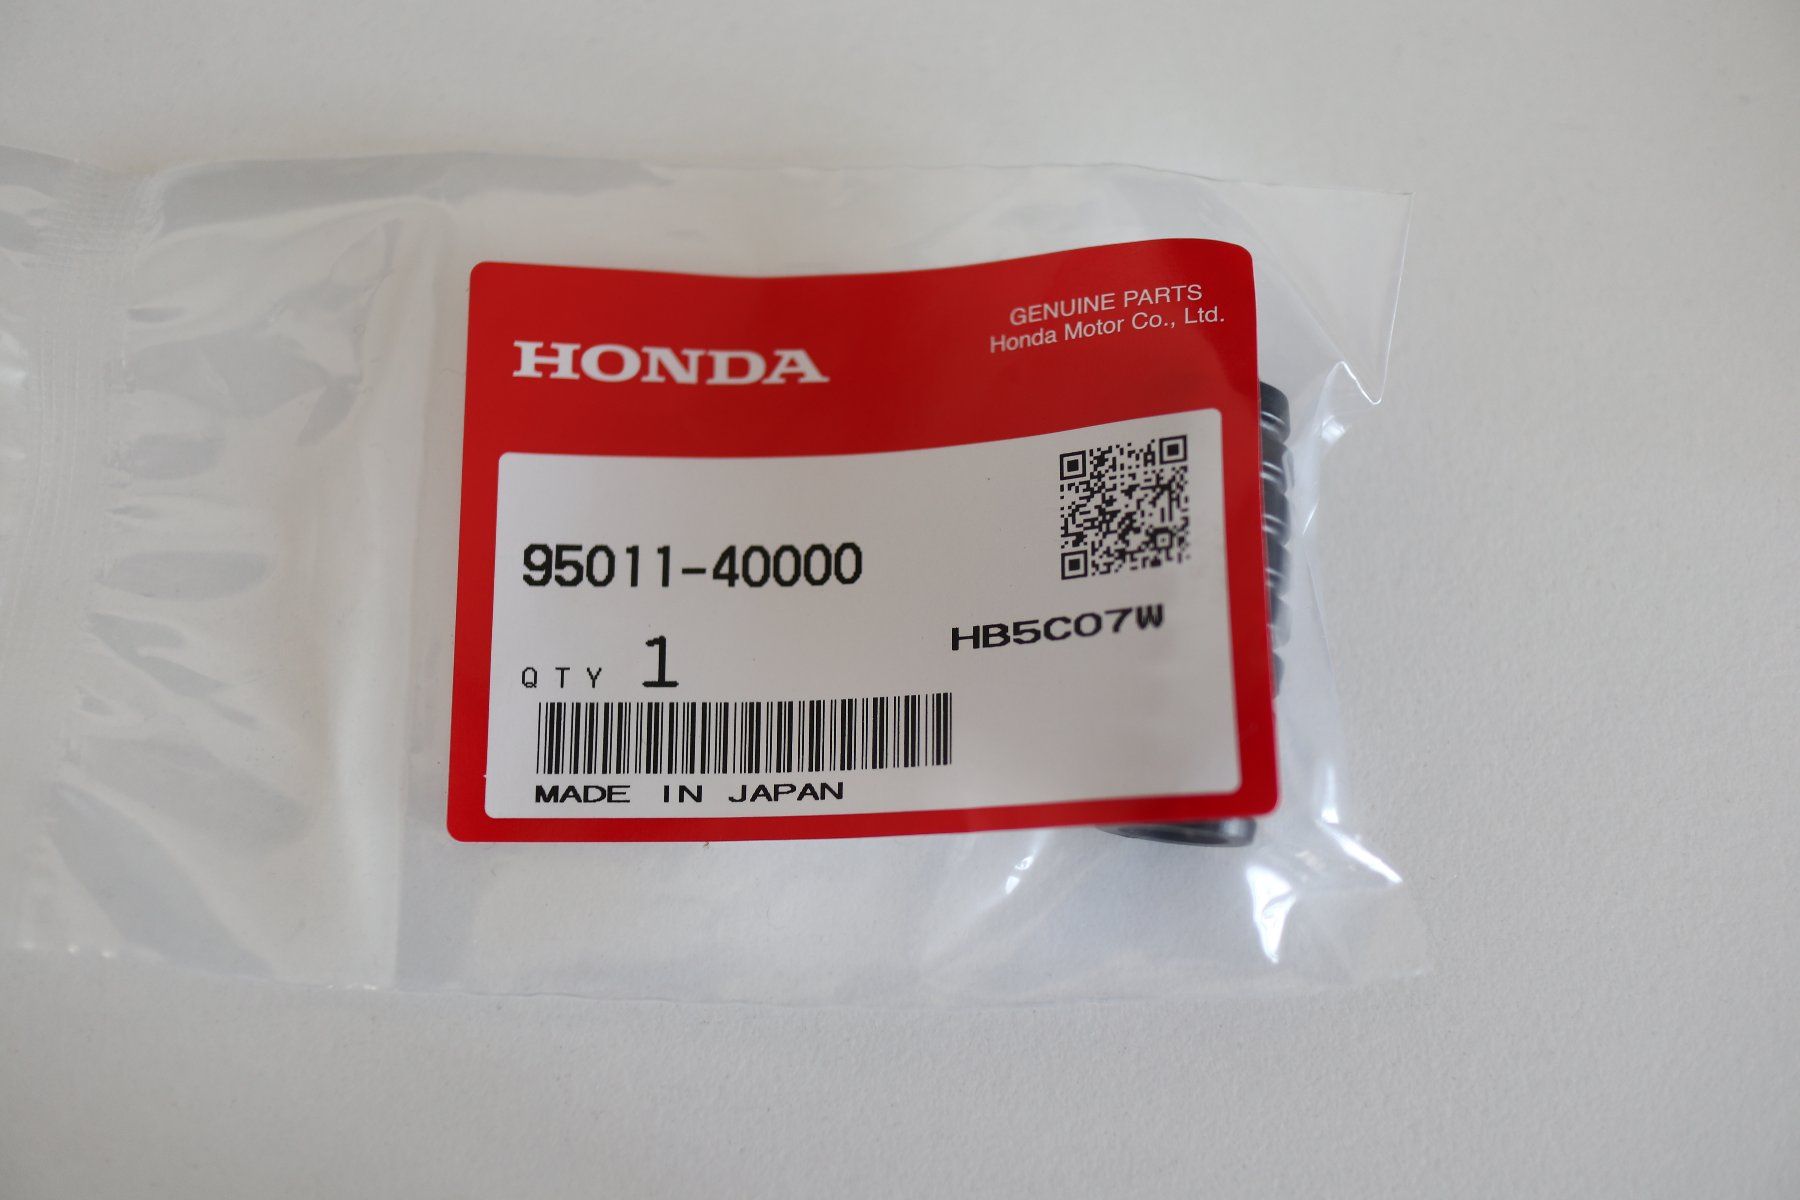 GENUINE PARTS
Honda Motor Co., Ltd.
HONDA
95011-40000
HB5C07W
QTY 1
MADE IN JAPAN